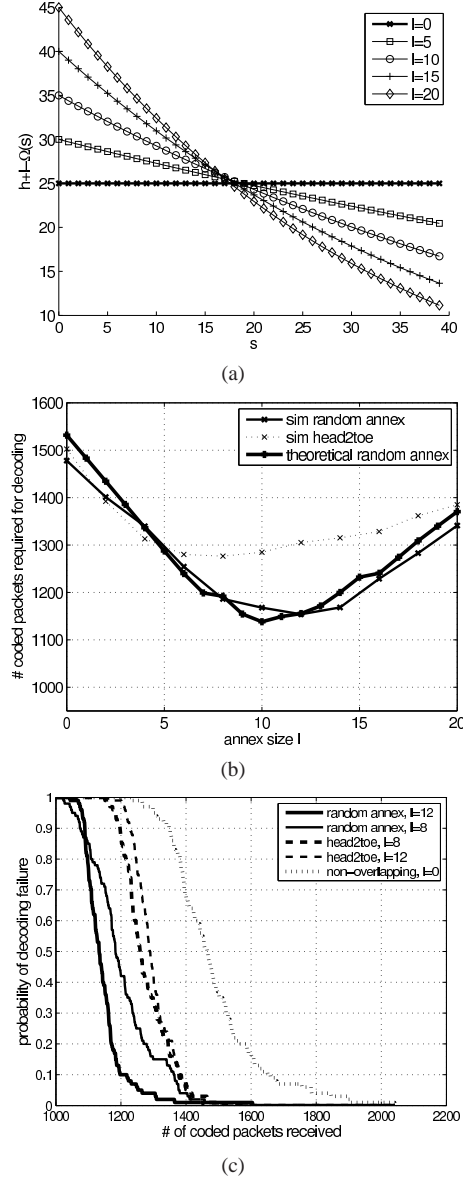 45
40
35
30
25
20
15
10
h+l−Ω(s)
l=0
l=5
l=10
l=15
l=20
0 5 10 15 20 25 30 35 40
s
(a)
1600
1500
1400
1300
1200
1100
1000
# coded packets required for decoding
sim random annex
sim head2toe
theoretical random annex
0 5 10 15 20
annex size l
(b)
1
0.9
0.8
0.7
0.6
0.5
0.4
0.3
0.2
0.1
0
probability of decoding failure
random annex, l=12
random annex, l=8
head2toe, l=8
head2toe, l=12
non−overlapping, l=0
1000 1200 1400 1600 1800 2000 2200
# of coded packets received
(c)